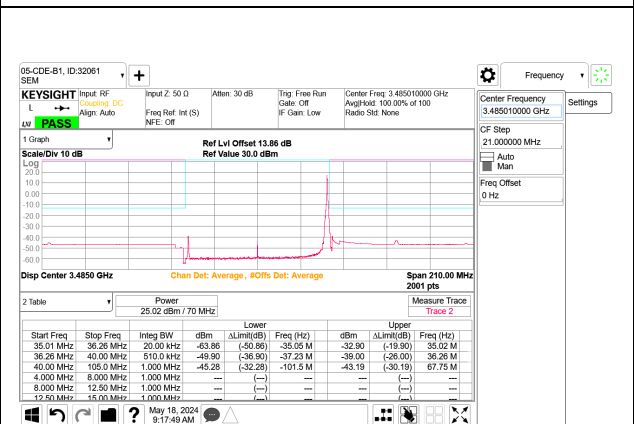 05-CDE-B1, ID:32061
SEM
Frequency
KEYSIGHT Input: RF Input Z: 50 Ω Atten: 30 dB Trig: Free Run Center Freq: 3.485010000 GHz
L Coupling: DC Gate: Off Avg|Hold: 100.00% of 100
Align: Auto Freq Ref: Int (S) IF Gain: Low Radio Std: None
LXI PASS NFE: Off
Center Frequency
3.485010000 GHz
Settings
CF Step
21.000000 MHz
Auto
Man
Freq Offset
0 Hz
1 Graph
Ref Lvl Offset 13.86 dB
Scale/Div 10 dB Ref Value 30.0 dBm
Log
20.0
10.0
0.00
-10.0
-20.0
-30.0
-40.0
-50.0
-60.0
Disp Center 3.4850 GHz Chan Det: Average , #Offs Det: Average Span 210.00 MHz
2001 pts
2 Table
Power
25.02 dBm / 70 MHz
Measure Trace
Trace 2
Lower Upper
Start Freq Stop Freq Integ BW dBm ΔLimit(dB) Freq (Hz) dBm ΔLimit(dB) Freq (Hz)
35.01 MHz 36.26 MHz 20.00 kHz -63.86 (-50.86) -35.05 M -32.90 (-19.90) 35.02 M
36.26 MHz 40.00 MHz 510.0 kHz -49.90 (-36.90) -37.23 M -39.00 (-26.00) 36.26 M
40.00 MHz 105.0 MHz 1.000 MHz -45.28 (-32.28) -101.5 M -43.19 (-30.19) 67.75 M
4.000 MHz 8.000 MHz 1.000 MHz --- (---) --- --- (---) ---
8.000 MHz 12.50 MHz 1.000 MHz --- (---) --- --- (---) ---
12.50 MHz 15.00 MHz 1.000 MHz --- (---) --- --- (---) ---
May 18, 2024
9:17:49 AM